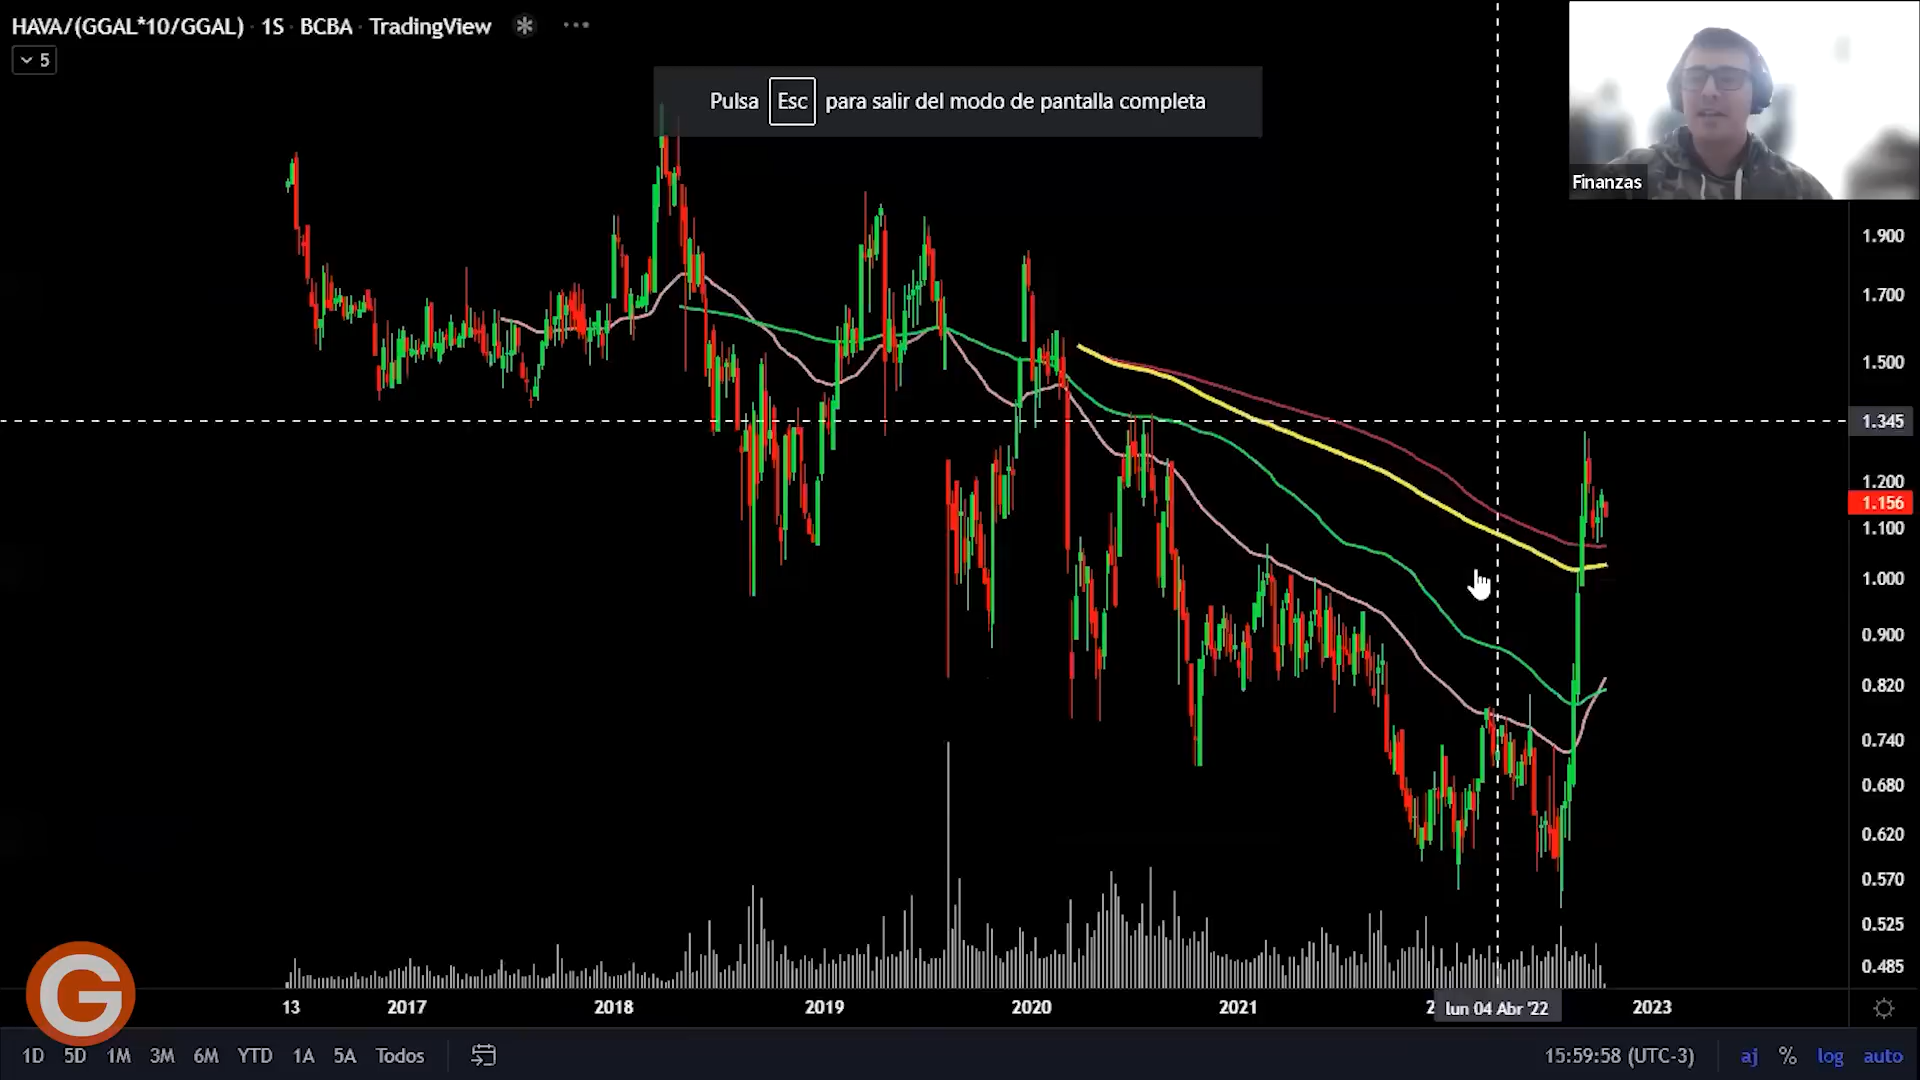 HAVA/(GGAL*10/GGAL) · 1S · BCBA · TradingView
5
Pulsa Esc para salir del modo de pantalla completa
Finanzas
1.900
1.700
1.500
1.345
1.200
1.156
1.100
1.000
0.900
0.820
0.740
0.680
0.620
0.570
0.525
0.485
13 2017 2018 2019 2020 2021 2 lun 04 Abr '22 2023
G
1D 5D 1M 3M 6M YTD 1A 5A Todos 15:59:58 (UTC-3) aj % log auto